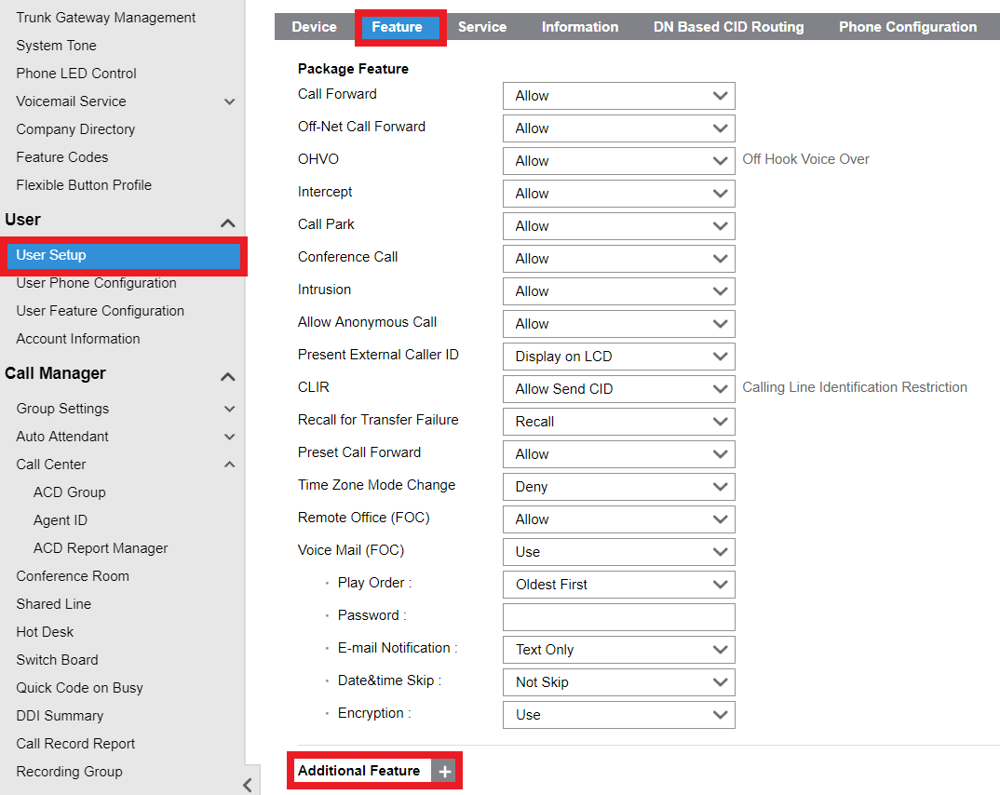 Trunk Gateway Management
System Tone
Phone LED Control
Voicemail Service
Company Directory
Feature Codes
Flexible Button Profile
User
User Setup
User Phone Configuration
User Feature Configuration
Account Information
Call Manager
Group Settings
Auto Attendant
Call Center
ACD Group
Agent ID
ACD Report Manager
Conference Room
Shared Line
Hot Desk
Switch Board
Quick Code on Busy
DDI Summary
Call Record Report
Recording Group
Device Feature Service Information DN Based CID Routing Phone Configuration
Package Feature
Call Forward Allow
Off-Net Call Forward Allow
OHVO Allow Off Hook Voice Over
Intercept Allow
Call Park Allow
Conference Call Allow
Intrusion Allow
Allow Anonymous Call Allow
Present External Caller ID Display on LCD
CLIR Allow Send CID Calling Line Identification Restriction
Recall for Transfer Failure Recall
Preset Call Forward Allow
Time Zone Mode Change Deny
Remote Office (FOC) Allow
Voice Mail (FOC) Use
· Play Order : Oldest First
· Password :
· E-mail Notification : Text Only
· Date&time Skip : Not Skip
· Encryption : Use
Additional Feature +